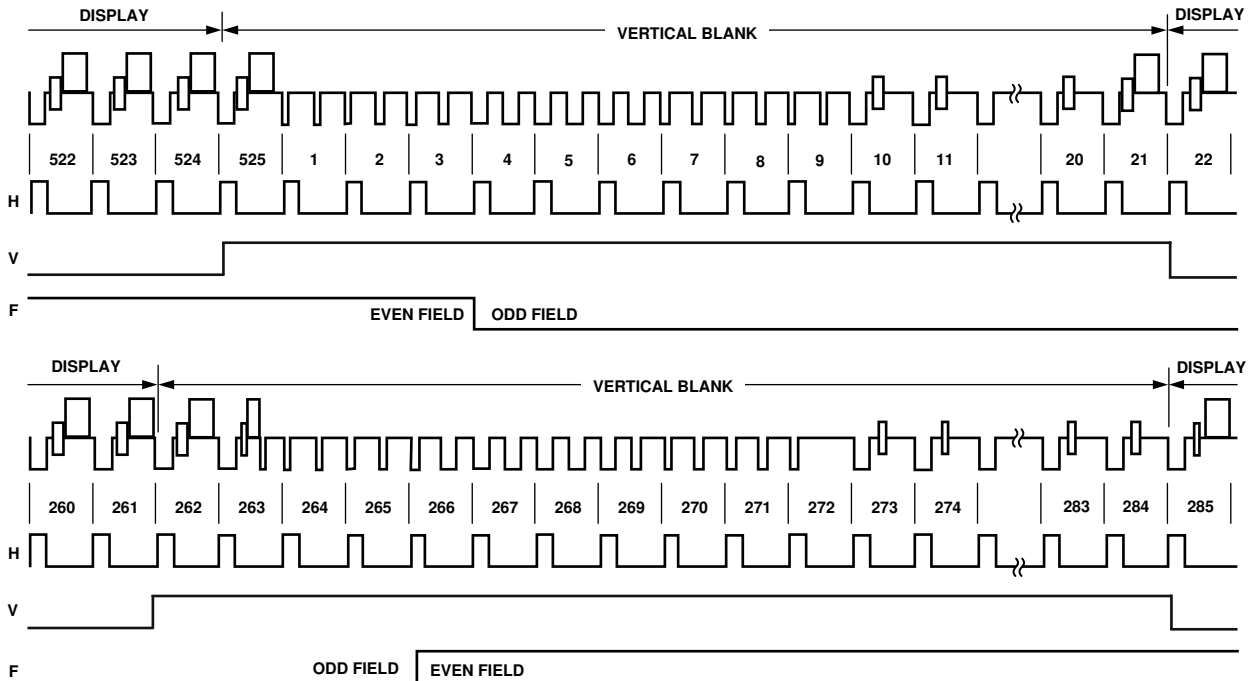 DISPLAY VERTICAL BLANK DISPLAY
522 523 524 525 1 2 3 4 5 6 7 8 9 10 11 20 21 22
H
V
F EVEN FIELD ODD FIELD
DISPLAY VERTICAL BLANK DISPLAY
260 261 262 263 264 265 266 267 268 269 270 271 272 273 274 283 284 285
H
V
F ODD FIELD EVEN FIELD